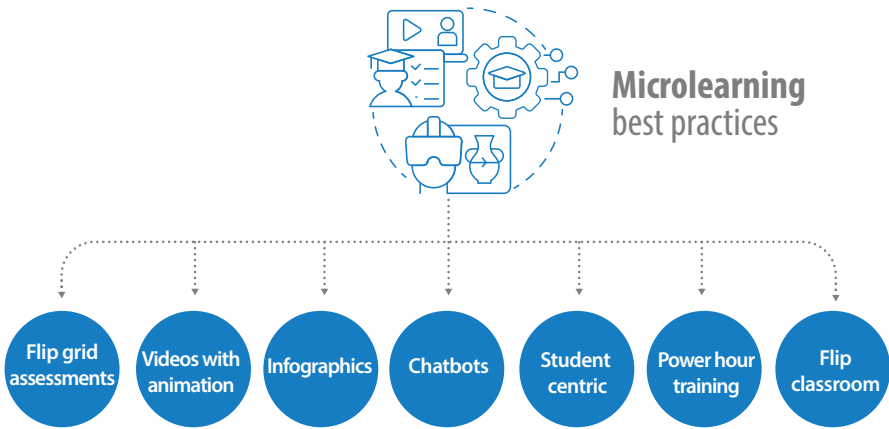 Microlearning
best practices
Flip grid
assessments
Videos with
animation
Infographics
Chatbots
Student
centric
Power hour
training
Flip
classroom